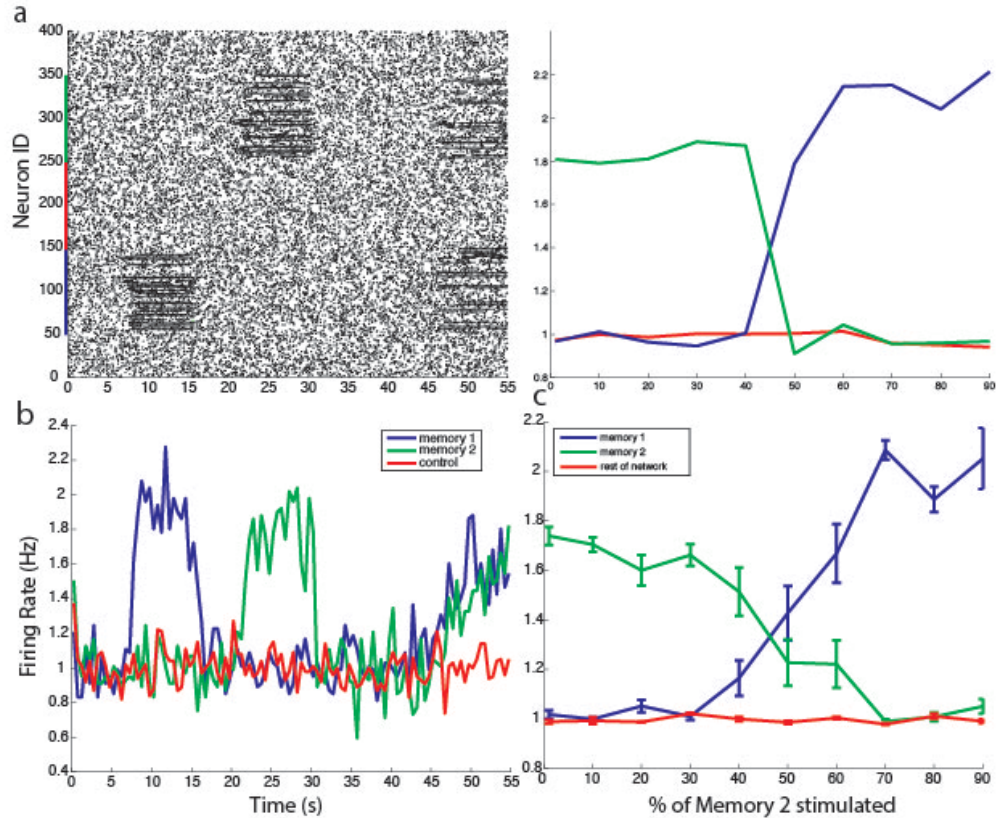 a
Neuron ID
400
350
300
250
200
150
100
50
0
0 5 10 15 20 25 30 35 40 45 50 55
2.2
2
1.8
1.6
1.4
1.2
1
0.8
0 10 20 30 40 50 60 70 80 90
b
Firing Rate (Hz)
2.4
2.2
2
1.8
1.6
1.4
1.2
1
0.8
0.6
0.4
memory 1
memory 2
control
0 5 10 15 20 25 30 35 40 45 50 55
Time (s)
c
2.2
2
1.8
1.6
1.4
1.2
1
0.8
memory 1
memory 2
rest of network
0 10 20 30 40 50 60 70 80 90
% of Memory 2 stimulated